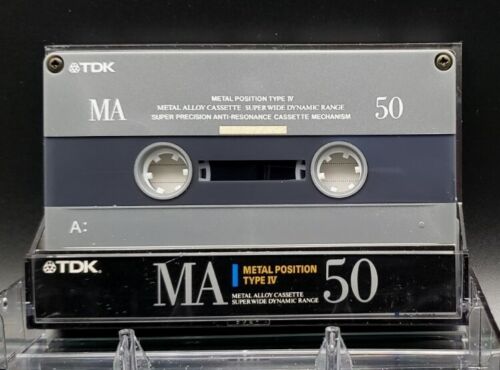 TDK
METAL POSITION TYPE IV
MA
METAL ALLOY CASSETTE SUPER WIDE DYNAMIC RANGE
50
SUPER PRECISION ANTI-RESONANCE CASSETTE MECHANISM
A:
TDK
MA
METAL POSITION
TYPE IV
METAL ALLOY CASSETTE
SUPER WIDE DYNAMIC RANGE
50